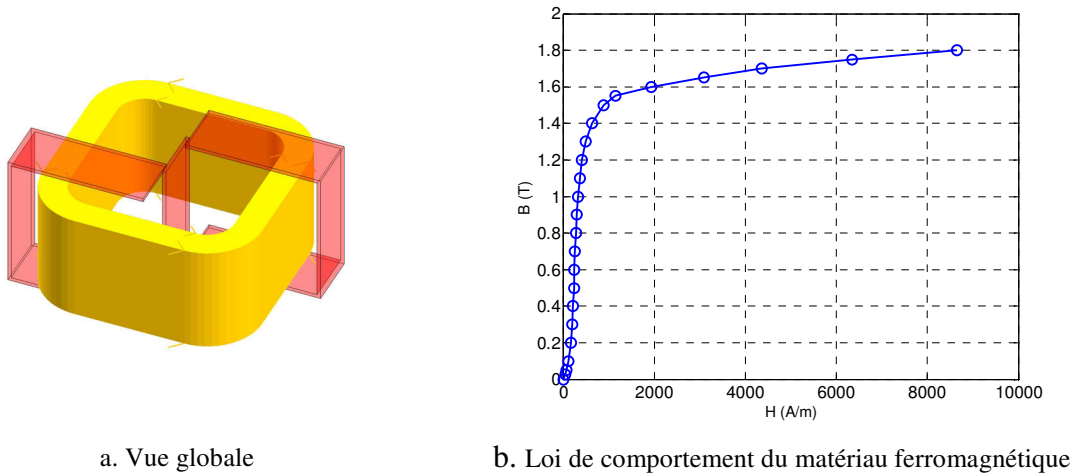 2
1.8
1.6
1.4
1.2
1
0.8
0.6
0.4
0.2
0
B (T)
0 2000 4000 6000 8000 10000
H (A/m)
a. Vue globale
b. Loi de comportement du matériau ferromagnétique